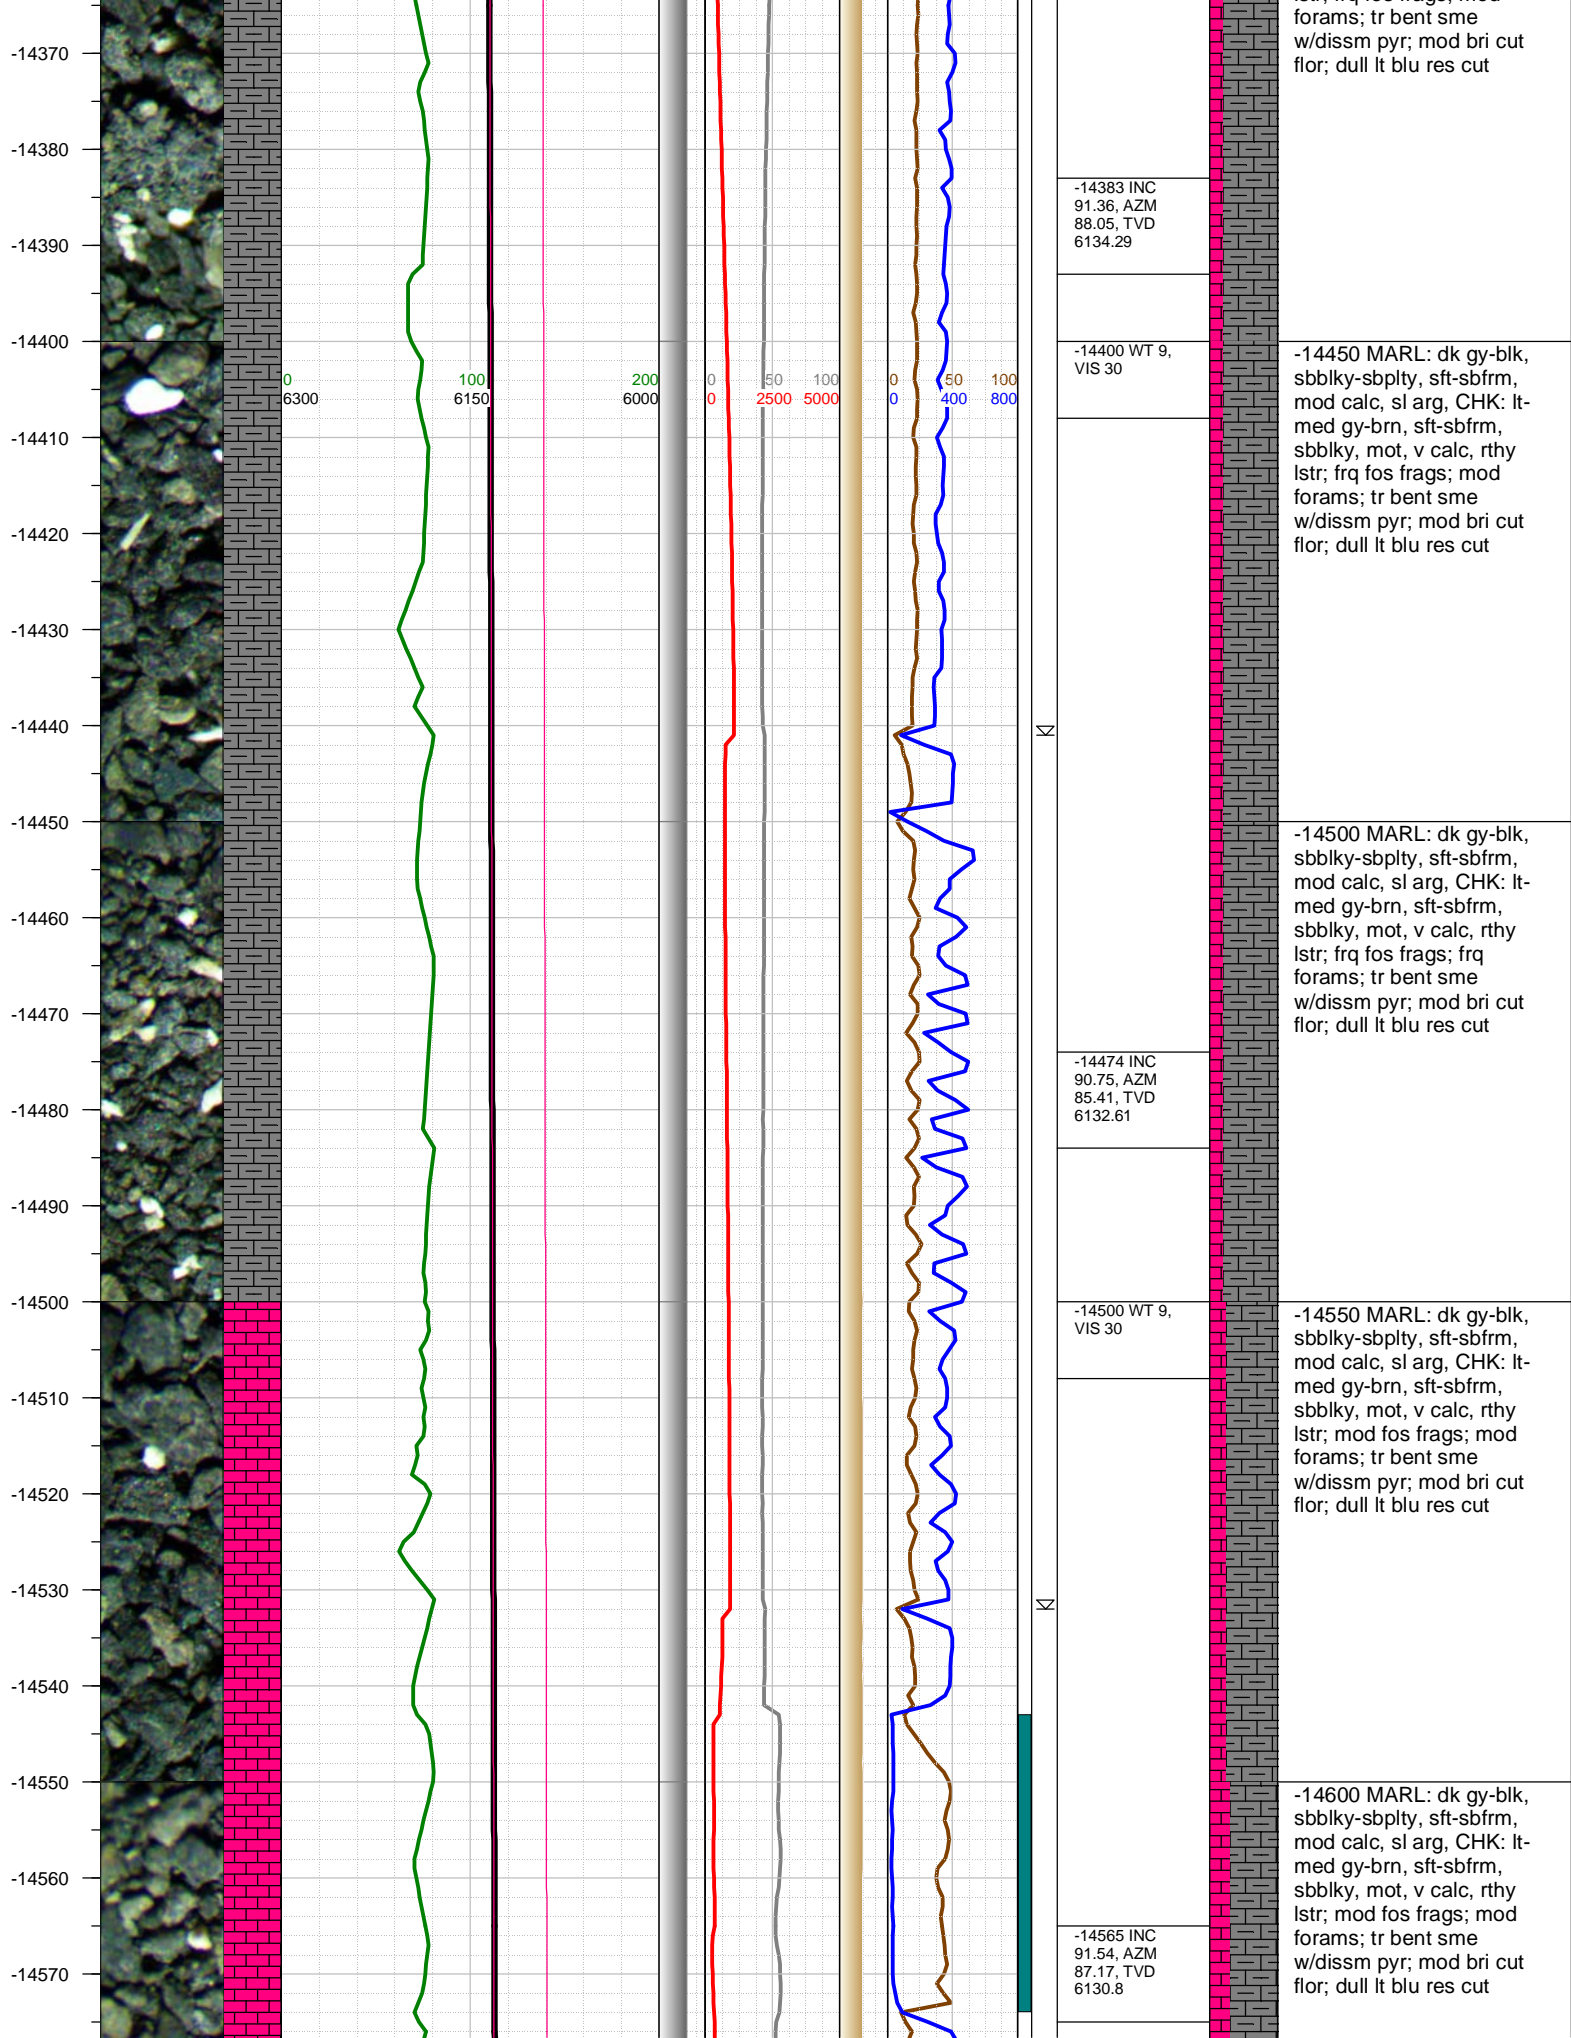 lstr; frq fos frags; mod
forams; tr bent sme
w/dissm pyr; mod bri cut
flor; dull lt blu res cut
-14370
-14380
-14383 INC
91.36, AZM
88.05, TVD
6134.29
-14390
-14400
-14400 WT 9,
VIS 30
-14450 MARL: dk gy-blk,
sbblky-sbplty, sft-sbfrm,
mod calc, sl arg, CHK: lt-
med gy-brn, sft-sbfrm,
sbblky, mot, v calc, rthy
lstr; frq fos frags; mod
forams; tr bent sme
w/dissm pyr; mod bri cut
flor; dull lt blu res cut
0 100 200
6300 6150 6000
0 50 100
0 2500 5000
0 50 100
0 400 800
-14410
-14420
-14430
-14440
-14450
-14500 MARL: dk gy-blk,
sbblky-sbplty, sft-sbfrm,
mod calc, sl arg, CHK: lt-
med gy-brn, sft-sbfrm,
sbblky, mot, v calc, rthy
lstr; frq fos frags; frq
forams; tr bent sme
w/dissm pyr; mod bri cut
flor; dull lt blu res cut
-14460
-14470
-14474 INC
90.75, AZM
85.41, TVD
6132.61
-14480
-14490
-14500
-14500 WT 9,
VIS 30
-14550 MARL: dk gy-blk,
sbblky-sbplty, sft-sbfrm,
mod calc, sl arg, CHK: lt-
med gy-brn, sft-sbfrm,
sbblky, mot, v calc, rthy
lstr; mod fos frags; mod
forams; tr bent sme
w/dissm pyr; mod bri cut
flor; dull lt blu res cut
-14510
-14520
-14530
-14540
-14550
-14600 MARL: dk gy-blk,
sbblky-sbplty, sft-sbfrm,
mod calc, sl arg, CHK: lt-
med gy-brn, sft-sbfrm,
sbblky, mot, v calc, rthy
lstr; mod fos frags; mod
forams; tr bent sme
w/dissm pyr; mod bri cut
flor; dull lt blu res cut
-14560
-14565 INC
91.54, AZM
87.17, TVD
6130.8
-14570